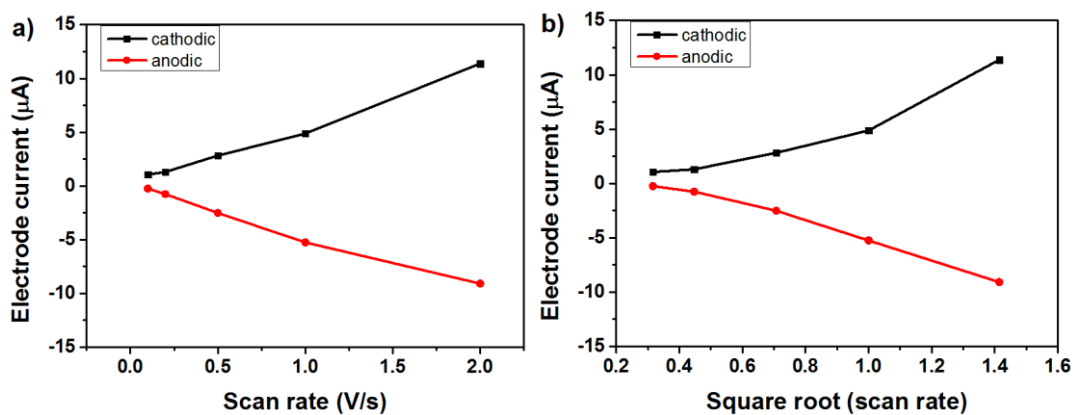 a)
cathodic
anodic
Electrode current (µA)
15
10
5
0
-5
-10
-15
0.0 0.5 1.0 1.5 2.0
Scan rate (V/s)
b)
cathodic
anodic
Electrode current (µA)
15
10
5
0
-5
-10
-15
0.2 0.4 0.6 0.8 1.0 1.2 1.4 1.6
Square root (scan rate)